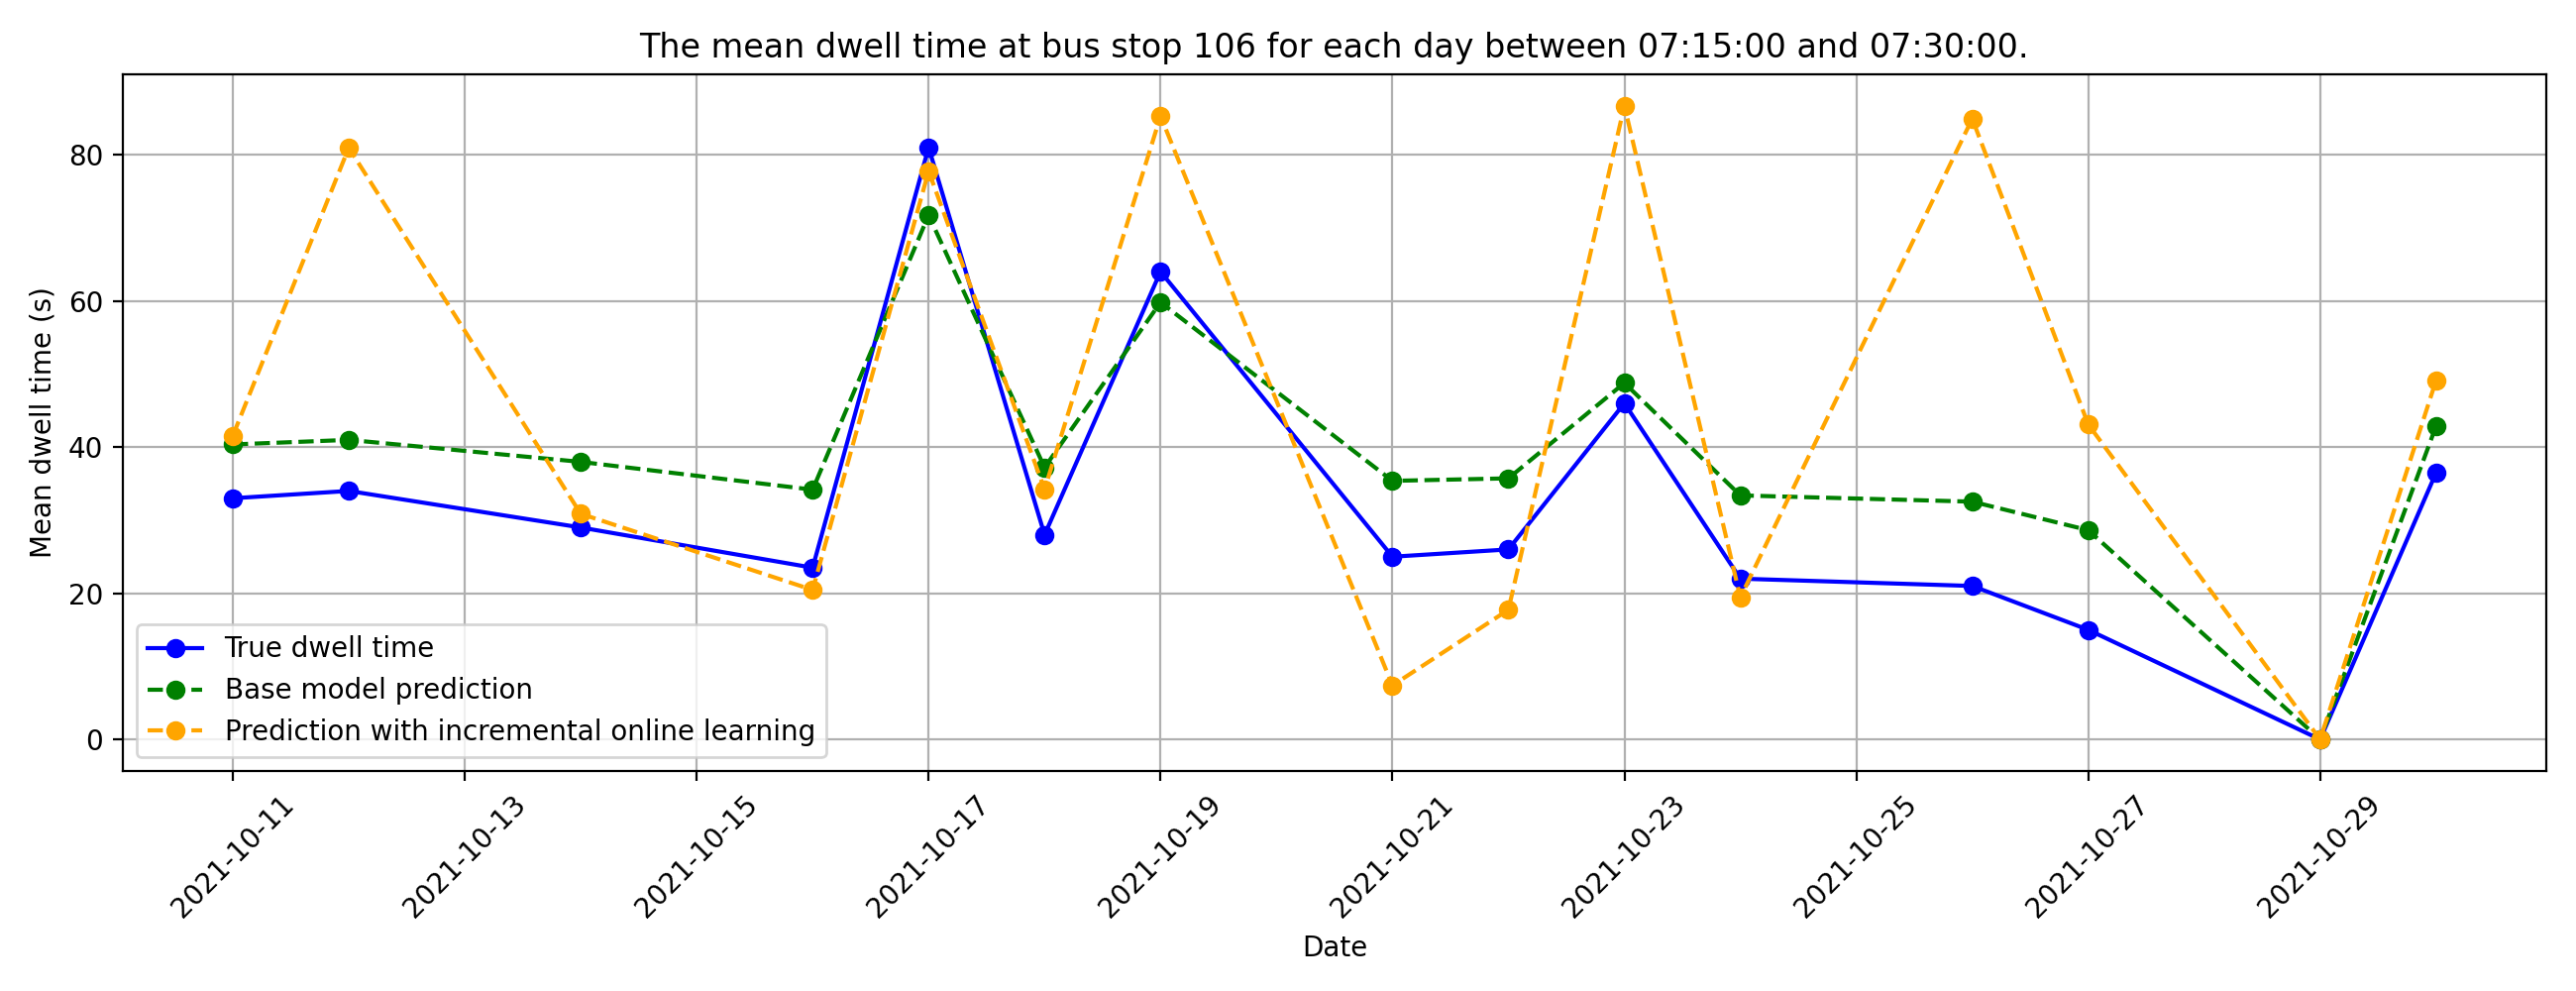 The mean dwell time at bus stop 106 for each day between 07:15:00 and 07:30:00.
Mean dwell time (s)
80
60
40
20
0
True dwell time
Base model prediction
Prediction with incremental online learning
2021-10-11
2021-10-13
2021-10-15
2021-10-17
2021-10-19
2021-10-21
2021-10-23
2021-10-25
2021-10-27
2021-10-29
Date